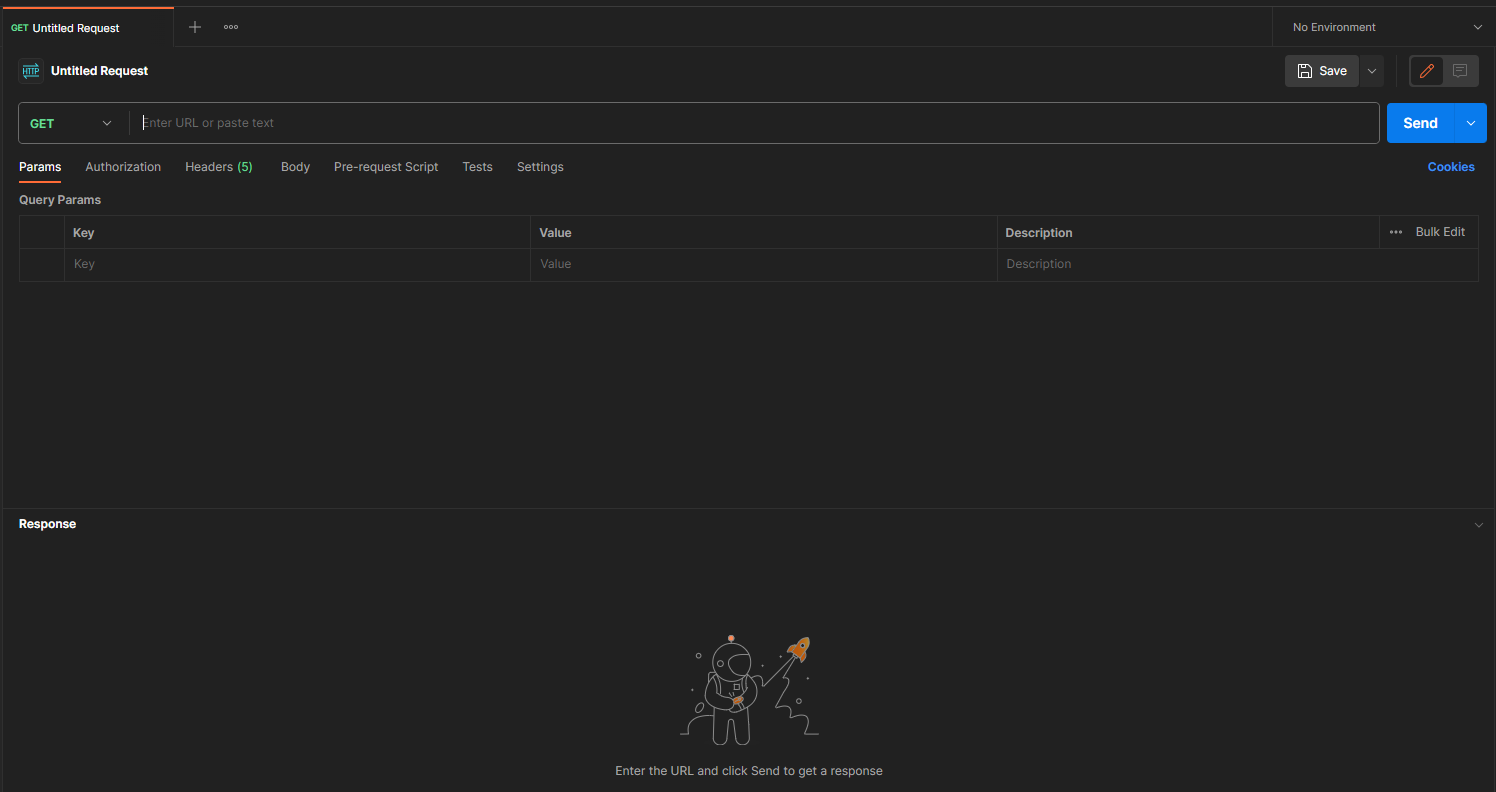 GET Untitled Request
No Environment
HTTP Untitled Request
Save
GET
Enter URL or paste text
Send
Params Authorization Headers (5) Body Pre-request Script Tests Settings Cookies
Query Params
Key Value Description Bulk Edit
Key Value Description
Response
Enter the URL and click Send to get a response